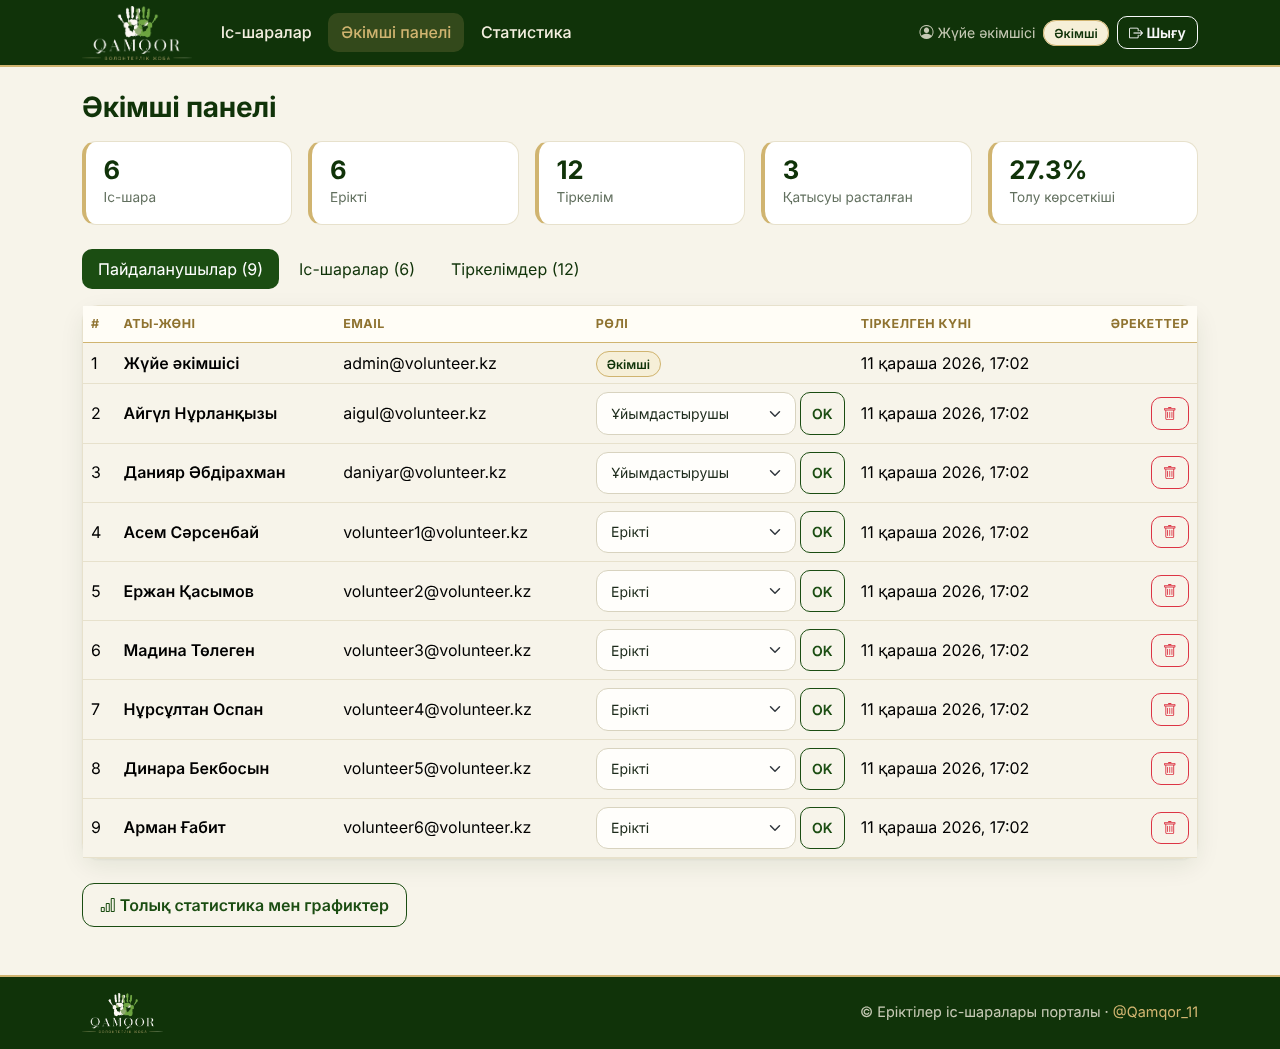 QAMQOR
Іс-шаралар
Әкімші панелі
Статистика
Жүйе әкімшісі
Әкімші
Шығу
Әкімші панелі
6
Іс-шара
6
Ерікті
12
Тіркелім
3
Қатысуы расталған
27.3%
Толу көрсеткіші
Пайдаланушылар (9)
Іс-шаралар (6)
Тіркелімдер (12)
# АТЫ-ЖӨНІ EMAIL РӨЛІ ТІРКЕЛГЕН КҮНІ ӘРЕКЕТТЕР
1 Жүйе әкімшісі admin@volunteer.kz Әкімші 11 қараша 2026, 17:02
2 Айгүл Нұрланқызы aigul@volunteer.kz Ұйымдастырушы OK 11 қараша 2026, 17:02
3 Данияр Әбдірахман daniyar@volunteer.kz Ұйымдастырушы OK 11 қараша 2026, 17:02
4 Асем Сәрсенбай volunteer1@volunteer.kz Ерікті OK 11 қараша 2026, 17:02
5 Ержан Қасымов volunteer2@volunteer.kz Ерікті OK 11 қараша 2026, 17:02
6 Мадина Төлеген volunteer3@volunteer.kz Ерікті OK 11 қараша 2026, 17:02
7 Нұрсұлтан Оспан volunteer4@volunteer.kz Ерікті OK 11 қараша 2026, 17:02
8 Динара Бекбосын volunteer5@volunteer.kz Ерікті OK 11 қараша 2026, 17:02
9 Арман Ғабит volunteer6@volunteer.kz Ерікті OK 11 қараша 2026, 17:02
Толық статистика мен графиктер
QAMQOR
© Еріктілер іс-шаралары порталы · @Qamqor_11